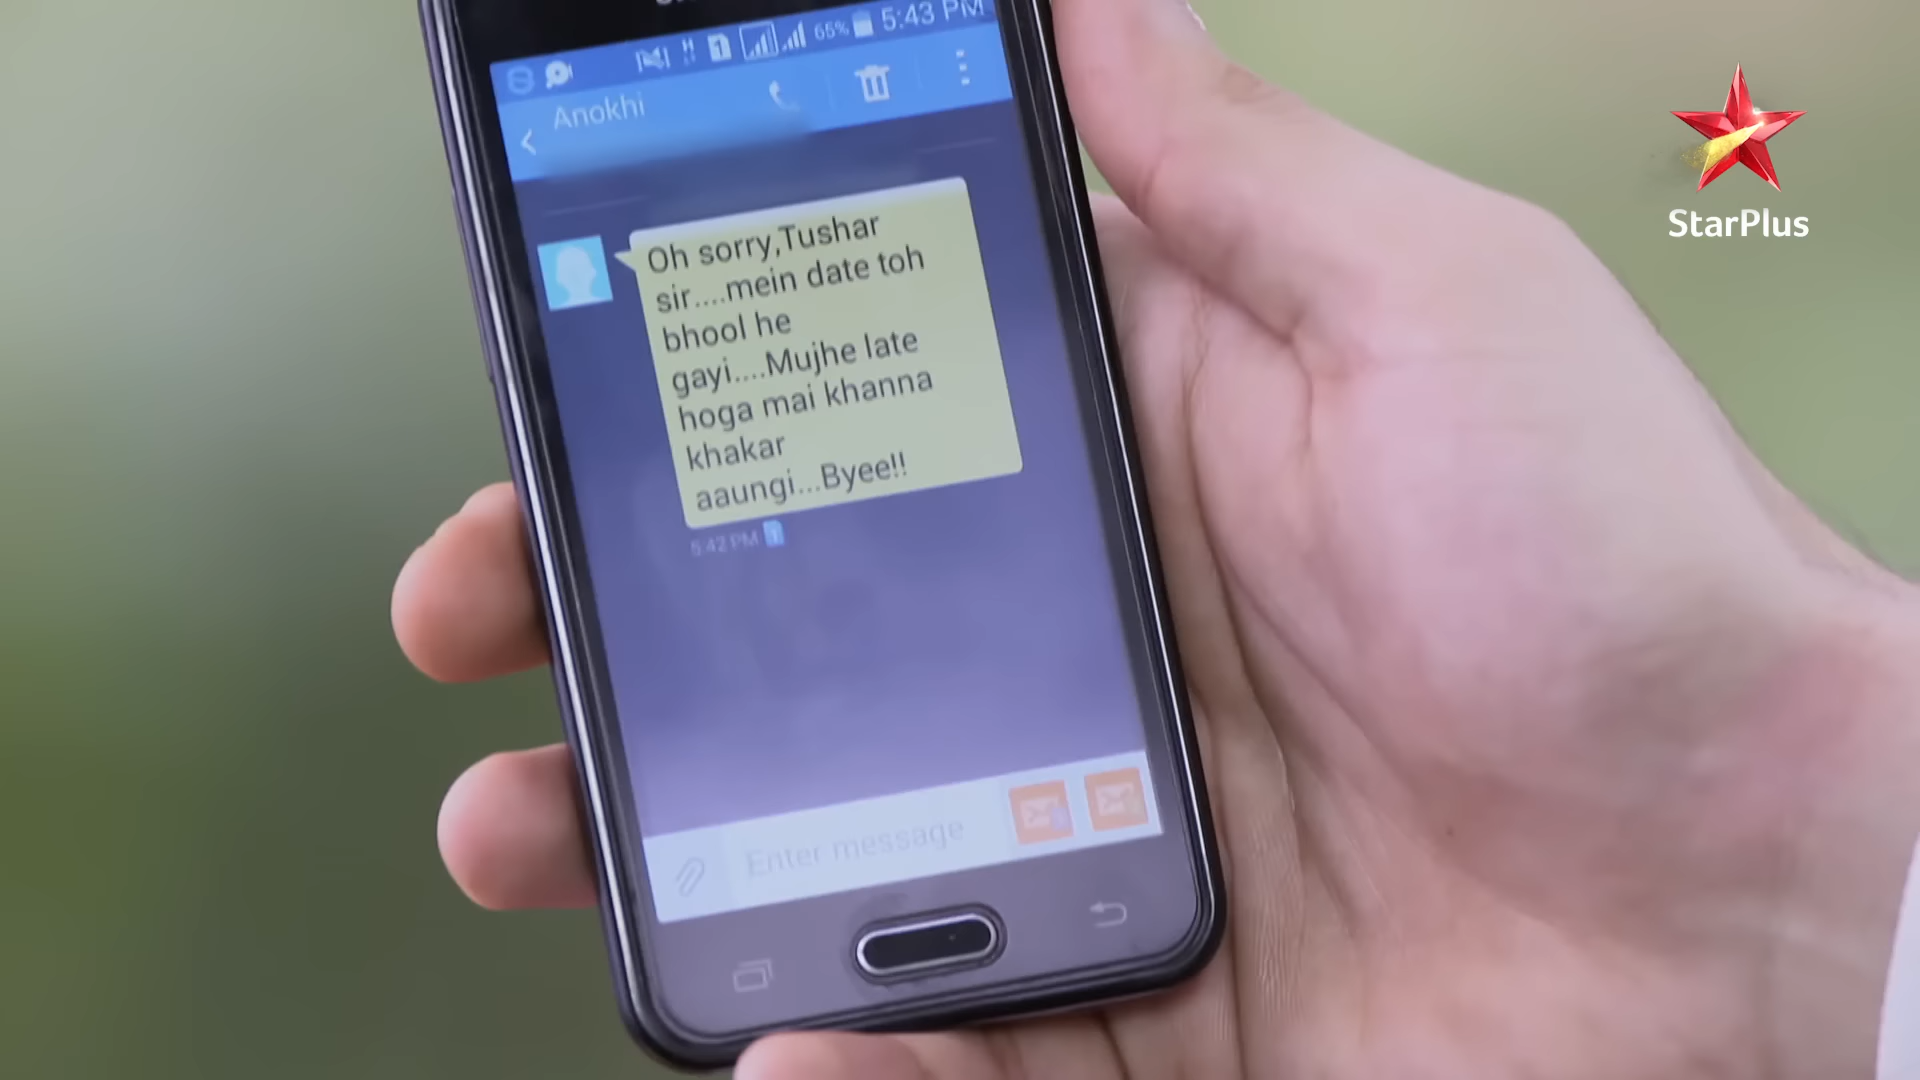 5:43 PM
65%
Anokhi
Oh sorry,Tushar
sir....mein date toh
bhool he
gayi....Mujhe late
hoga mai khanna
khakar
aaungi...Byee!!
5:42 PM 1
Enter message
StarPlus